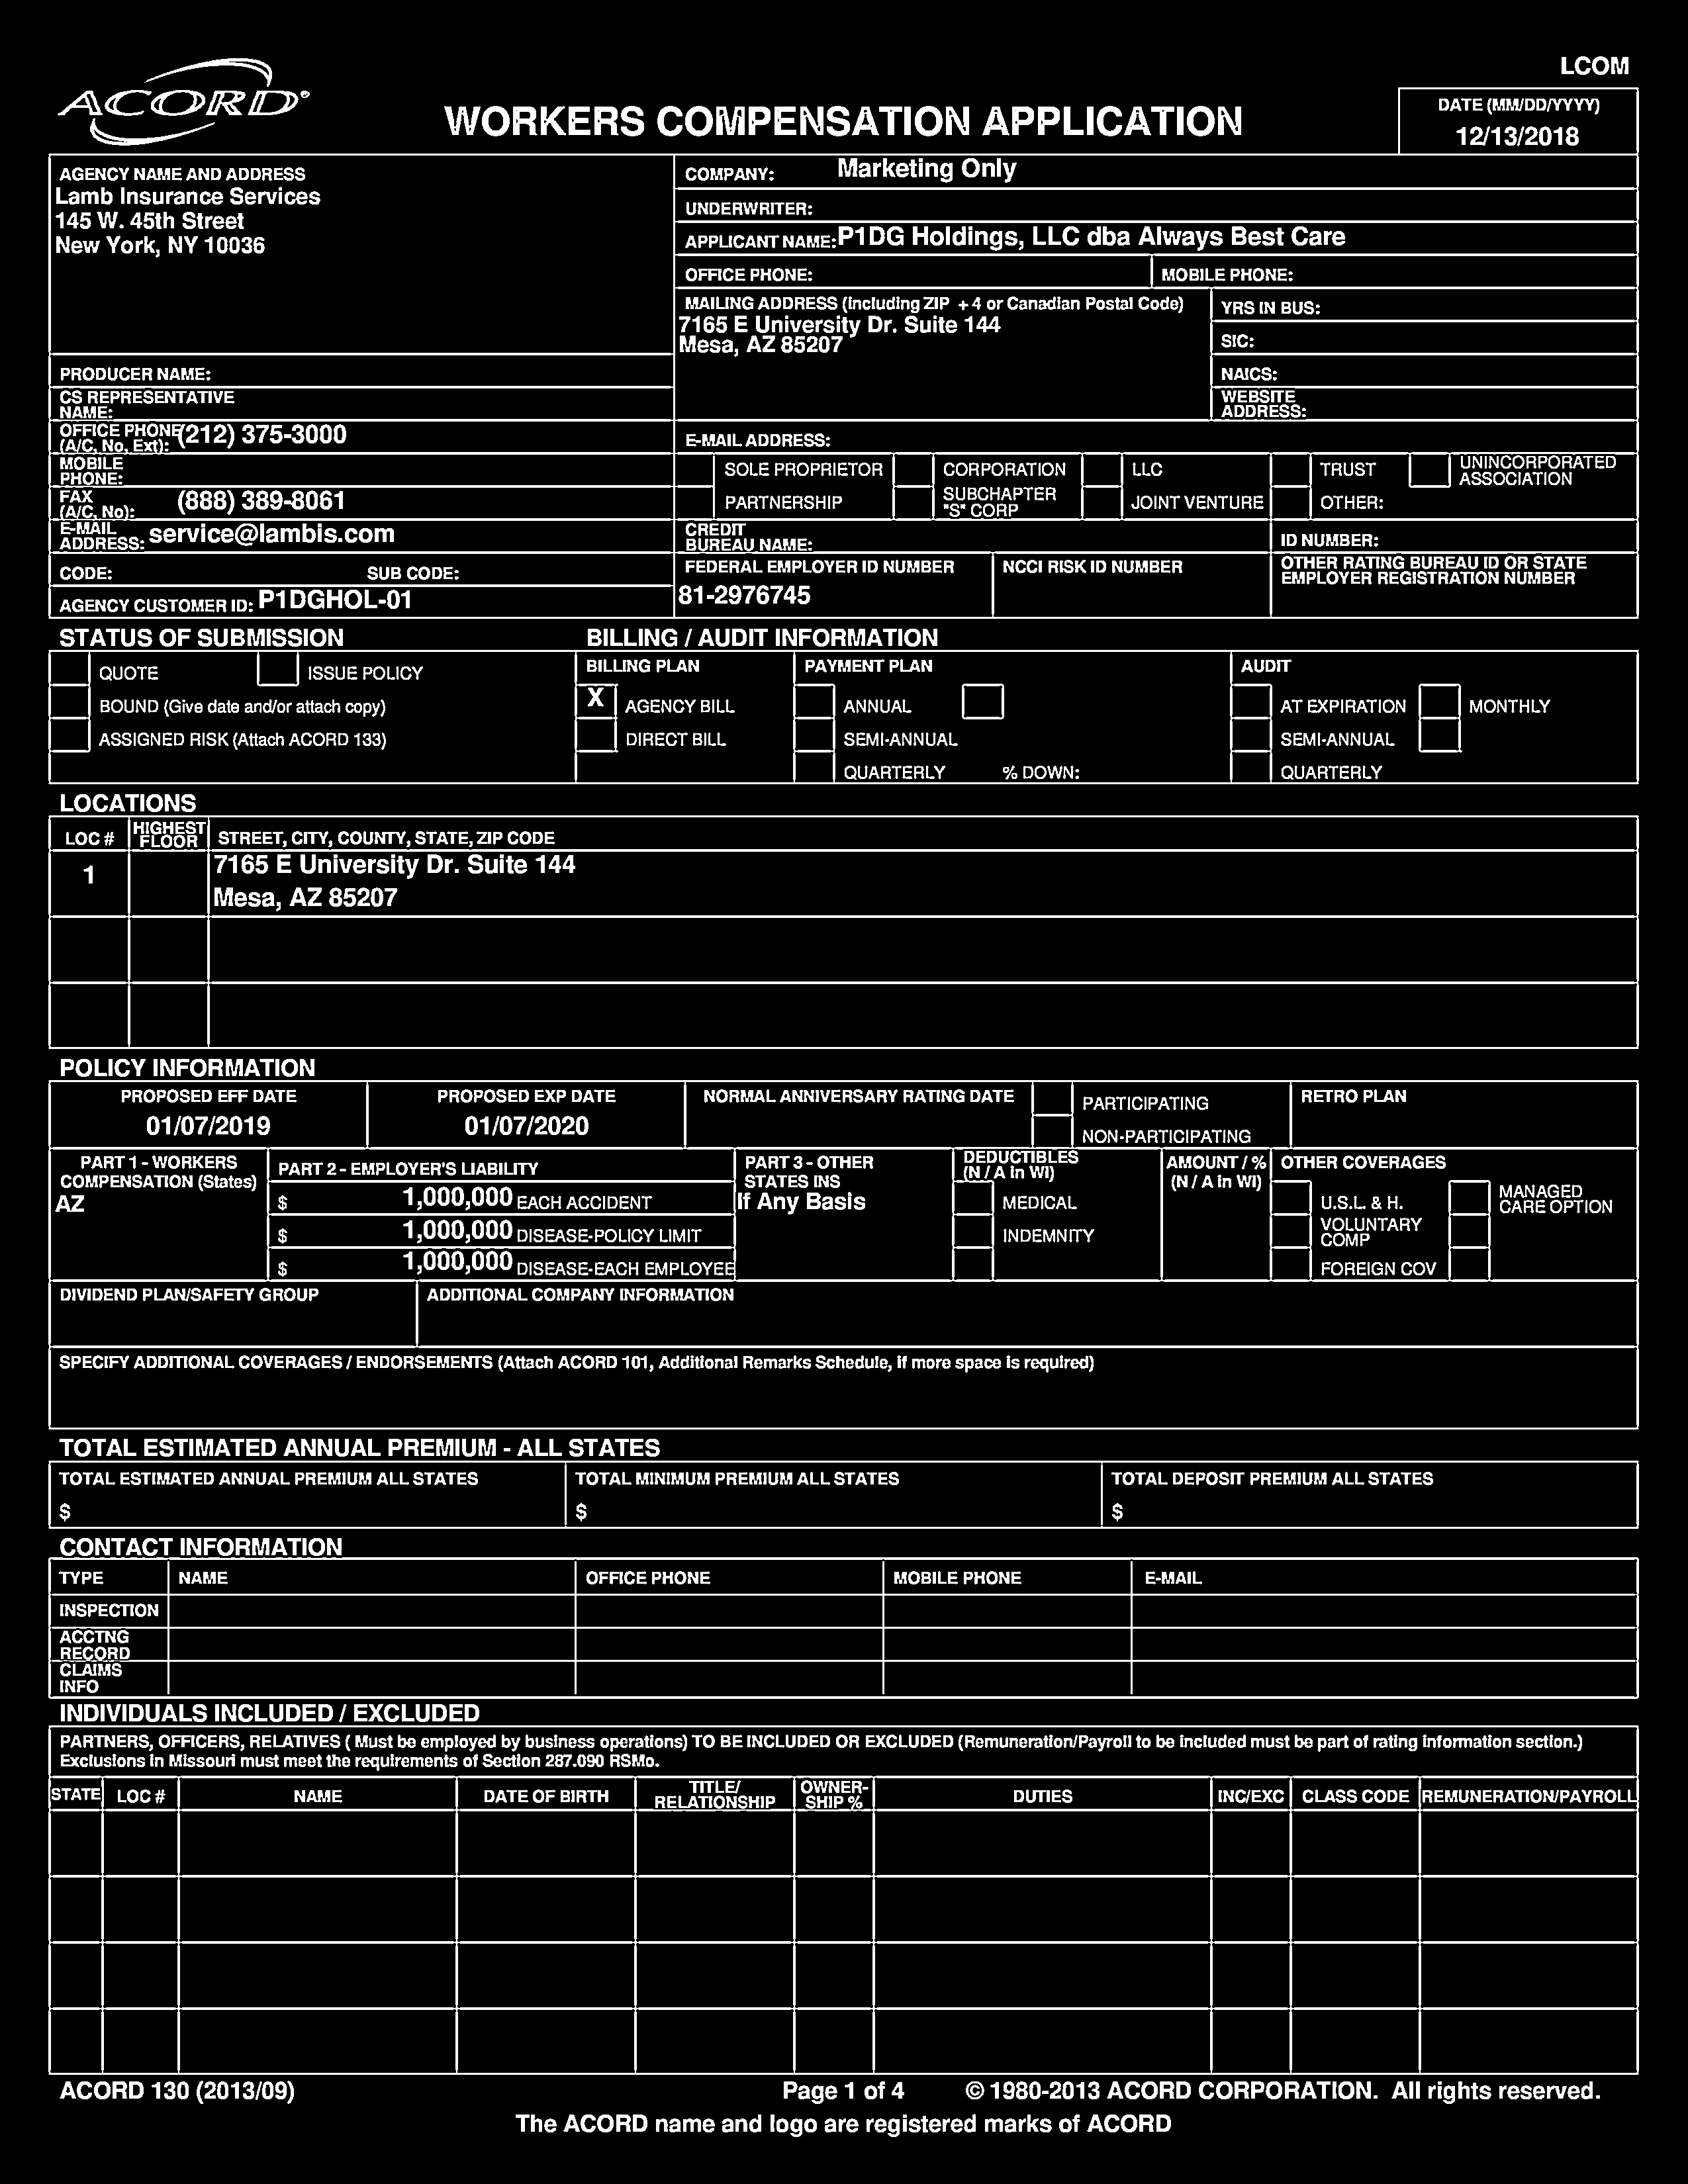 LCOM
ACORD®
WORKERS COMPENSATION APPLICATION
DATE (MM/DD/YYYY)
12/13/2018
AGENCY NAME AND ADDRESS
Lamb Insurance Services
145 W. 45th Street
New York, NY 10036
PRODUCER NAME:
CS REPRESENTATIVE
NAME:
OFFICE PHONE
(A/C, No, Ext): (212) 375-3000
MOBILE
PHONE:
FAX
(A/C, No): (888) 389-8061
E-MAIL
ADDRESS: service@lambis.com
CODE: SUB CODE:
AGENCY CUSTOMER ID: P1DGHOL-01
COMPANY: Marketing Only
UNDERWRITER:
APPLICANT NAME: P1DG Holdings, LLC dba Always Best Care
OFFICE PHONE: MOBILE PHONE:
MAILING ADDRESS (including ZIP + 4 or Canadian Postal Code)
7165 E University Dr. Suite 144
Mesa, AZ 85207
YRS IN BUS:
SIC:
NAICS:
WEBSITE
ADDRESS:
E-MAIL ADDRESS:
SOLE PROPRIETOR CORPORATION LLC TRUST UNINCORPORATED
ASSOCIATION
PARTNERSHIP SUBCHAPTER
"S" CORP JOINT VENTURE OTHER:
CREDIT
BUREAU NAME: ID NUMBER:
FEDERAL EMPLOYER ID NUMBER NCCI RISK ID NUMBER OTHER RATING BUREAU ID OR STATE
EMPLOYER REGISTRATION NUMBER
81-2976745
STATUS OF SUBMISSION BILLING / AUDIT INFORMATION
QUOTE ISSUE POLICY BILLING PLAN PAYMENT PLAN AUDIT
BOUND (Give date and/or attach copy) X AGENCY BILL ANNUAL AT EXPIRATION MONTHLY
ASSIGNED RISK (Attach ACORD 133) DIRECT BILL SEMI-ANNUAL SEMI-ANNUAL
QUARTERLY % DOWN: QUARTERLY
LOCATIONS
LOC # HIGHEST
FLOOR STREET, CITY, COUNTY, STATE, ZIP CODE
1 7165 E University Dr. Suite 144
Mesa, AZ 85207
POLICY INFORMATION
PROPOSED EFF DATE PROPOSED EXP DATE NORMAL ANNIVERSARY RATING DATE PARTICIPATING RETRO PLAN
01/07/2019 01/07/2020 NON-PARTICIPATING
PART 1 - WORKERS
COMPENSATION (States)
AZ
PART 2 - EMPLOYER'S LIABILITY
$ 1,000,000 EACH ACCIDENT
$ 1,000,000 DISEASE-POLICY LIMIT
$ 1,000,000 DISEASE-EACH EMPLOYEE
PART 3 - OTHER
STATES INS
If Any Basis
DEDUCTIBLES
(N / A in WI)
MEDICAL
INDEMNITY
AMOUNT / %
(N / A in WI)
OTHER COVERAGES
U.S.L. & H. MANAGED
CARE OPTION
VOLUNTARY
COMP
FOREIGN COV
DIVIDEND PLAN/SAFETY GROUP ADDITIONAL COMPANY INFORMATION
SPECIFY ADDITIONAL COVERAGES / ENDORSEMENTS (Attach ACORD 101, Additional Remarks Schedule, if more space is required)
TOTAL ESTIMATED ANNUAL PREMIUM - ALL STATES
TOTAL ESTIMATED ANNUAL PREMIUM ALL STATES TOTAL MINIMUM PREMIUM ALL STATES TOTAL DEPOSIT PREMIUM ALL STATES
$ $ $
CONTACT INFORMATION
TYPE NAME OFFICE PHONE MOBILE PHONE E-MAIL
INSPECTION
ACCTNG
RECORD
CLAIMS
INFO
INDIVIDUALS INCLUDED / EXCLUDED
PARTNERS, OFFICERS, RELATIVES ( Must be employed by business operations) TO BE INCLUDED OR EXCLUDED (Remuneration/Payroll to be included must be part of rating information section.)
Exclusions in Missouri must meet the requirements of Section 287.090 RSMo.
STATE LOC # NAME DATE OF BIRTH TITLE/
RELATIONSHIP OWNER-
SHIP % DUTIES INC/EXC CLASS CODE REMUNERATION/PAYROLL
ACORD 130 (2013/09) Page 1 of 4 © 1980-2013 ACORD CORPORATION. All rights reserved.
The ACORD name and logo are registered marks of ACORD